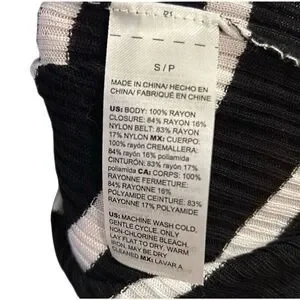 S / P
MADE IN CHINA/ HECHO EN
CHINA/ FABRIQUÉ EN CHINE
US: BODY: 100% RAYON
CLOSURE: 84% RAYON 16%
NYLON BELT: 83% RAYON
17% NYLON MX: CUERPO:
100% rayon CREMALLERA:
84% rayon 16% poliamida
CINTURÓN: 83% rayon 17%
poliamida CA: CORPS: 100%
RAYONNE FERMETURE:
84% RAYONNE 16%
POLYAMIDE CEINTURE: 83%
RAYONNE 17% POLYAMIDE
US: MACHINE WASH COLD,
GENTLE CYCLE. ONLY
NON-CHLORINE BLEACH.
LAY FLAT TO DRY. WARM
IRON. MAY BE DRY
CLEANED MX: LAVAR A